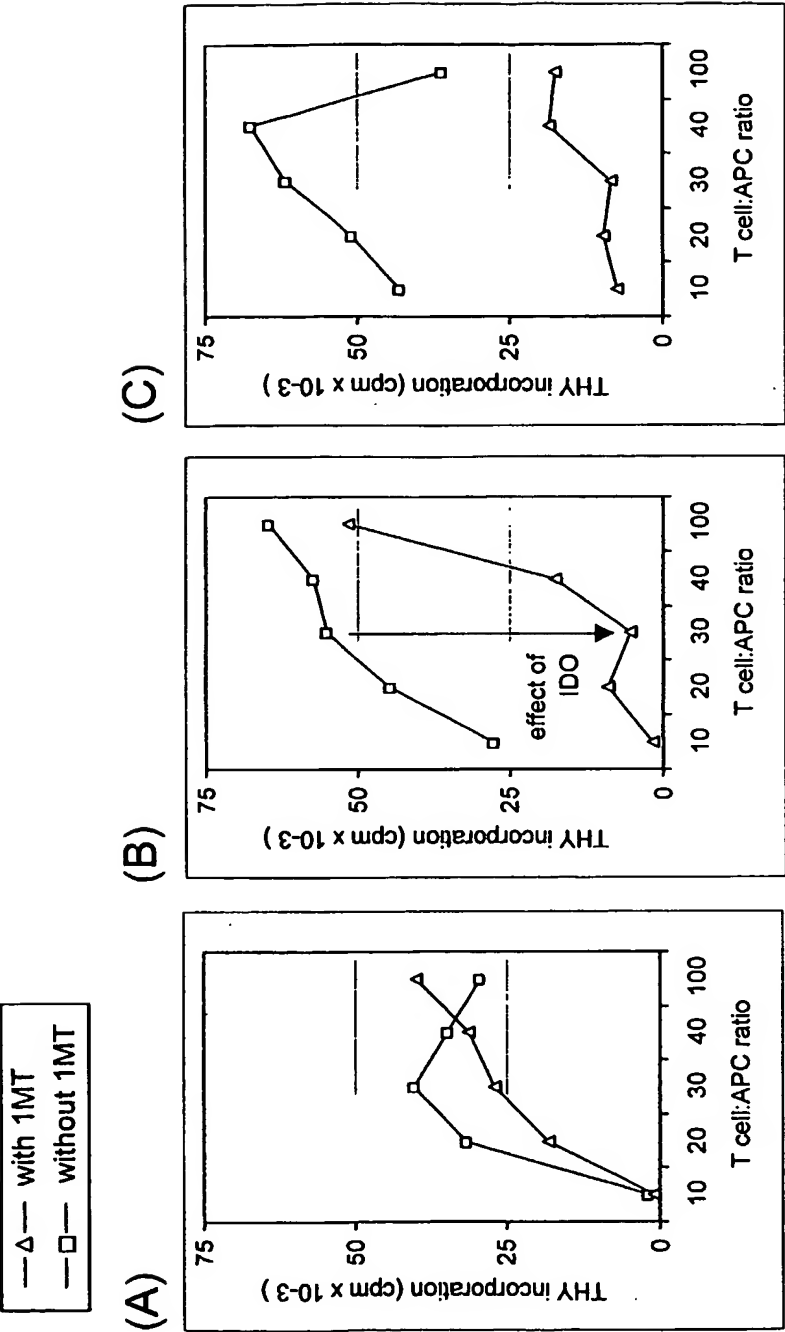 with 1MT
without 1MT
(A)
THY incorporation (cpm x 10-3 )
75
50
25
0
10 20 30 40 100
T cell:APC ratio
(B)
THY incorporation (cpm x 10-3 )
75
50
25
0
effect of
IDO
10 20 30 40 100
T cell:APC ratio
(C)
THY incorporation (cpm x 10-3 )
75
50
25
0
10 20 30 40 100
T cell:APC ratio